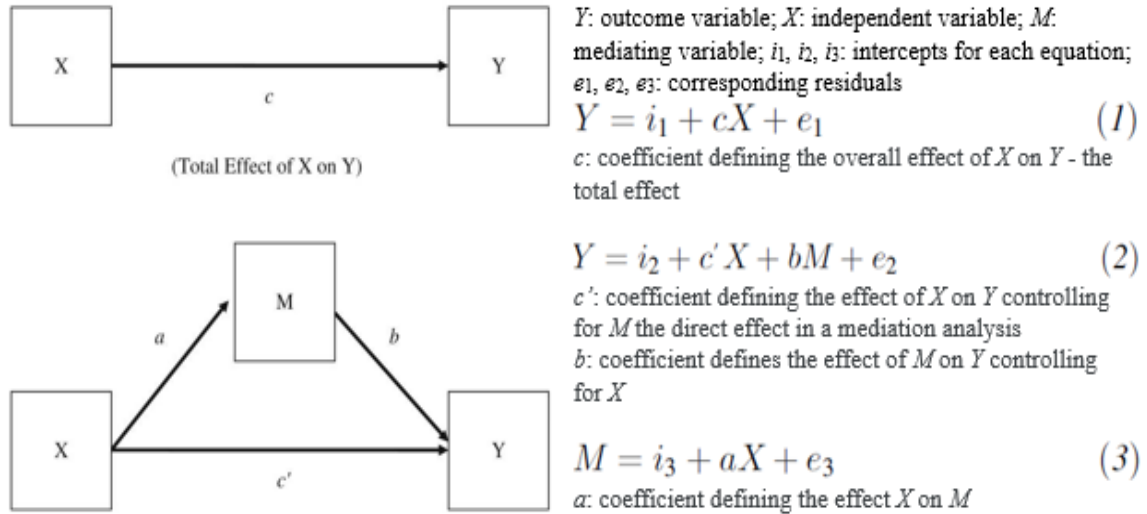 X
c
Y
(Total Effect of X on Y)
M
a
b
X
c'
Y
Y: outcome variable; X: independent variable; M:
mediating variable; i1, i2, i3: intercepts for each equation;
e1, e2, e3: corresponding residuals
Y = i₁ + cX + e₁ (1)
c: coefficient defining the overall effect of X on Y - the
total effect
Y = i₂ + c′X + bM + e₂ (2)
c’: coefficient defining the effect of X on Y controlling
for M the direct effect in a mediation analysis
b: coefficient defines the effect of M on Y controlling
for X
M = i₃ + aX + e₃ (3)
a: coefficient defining the effect X on M